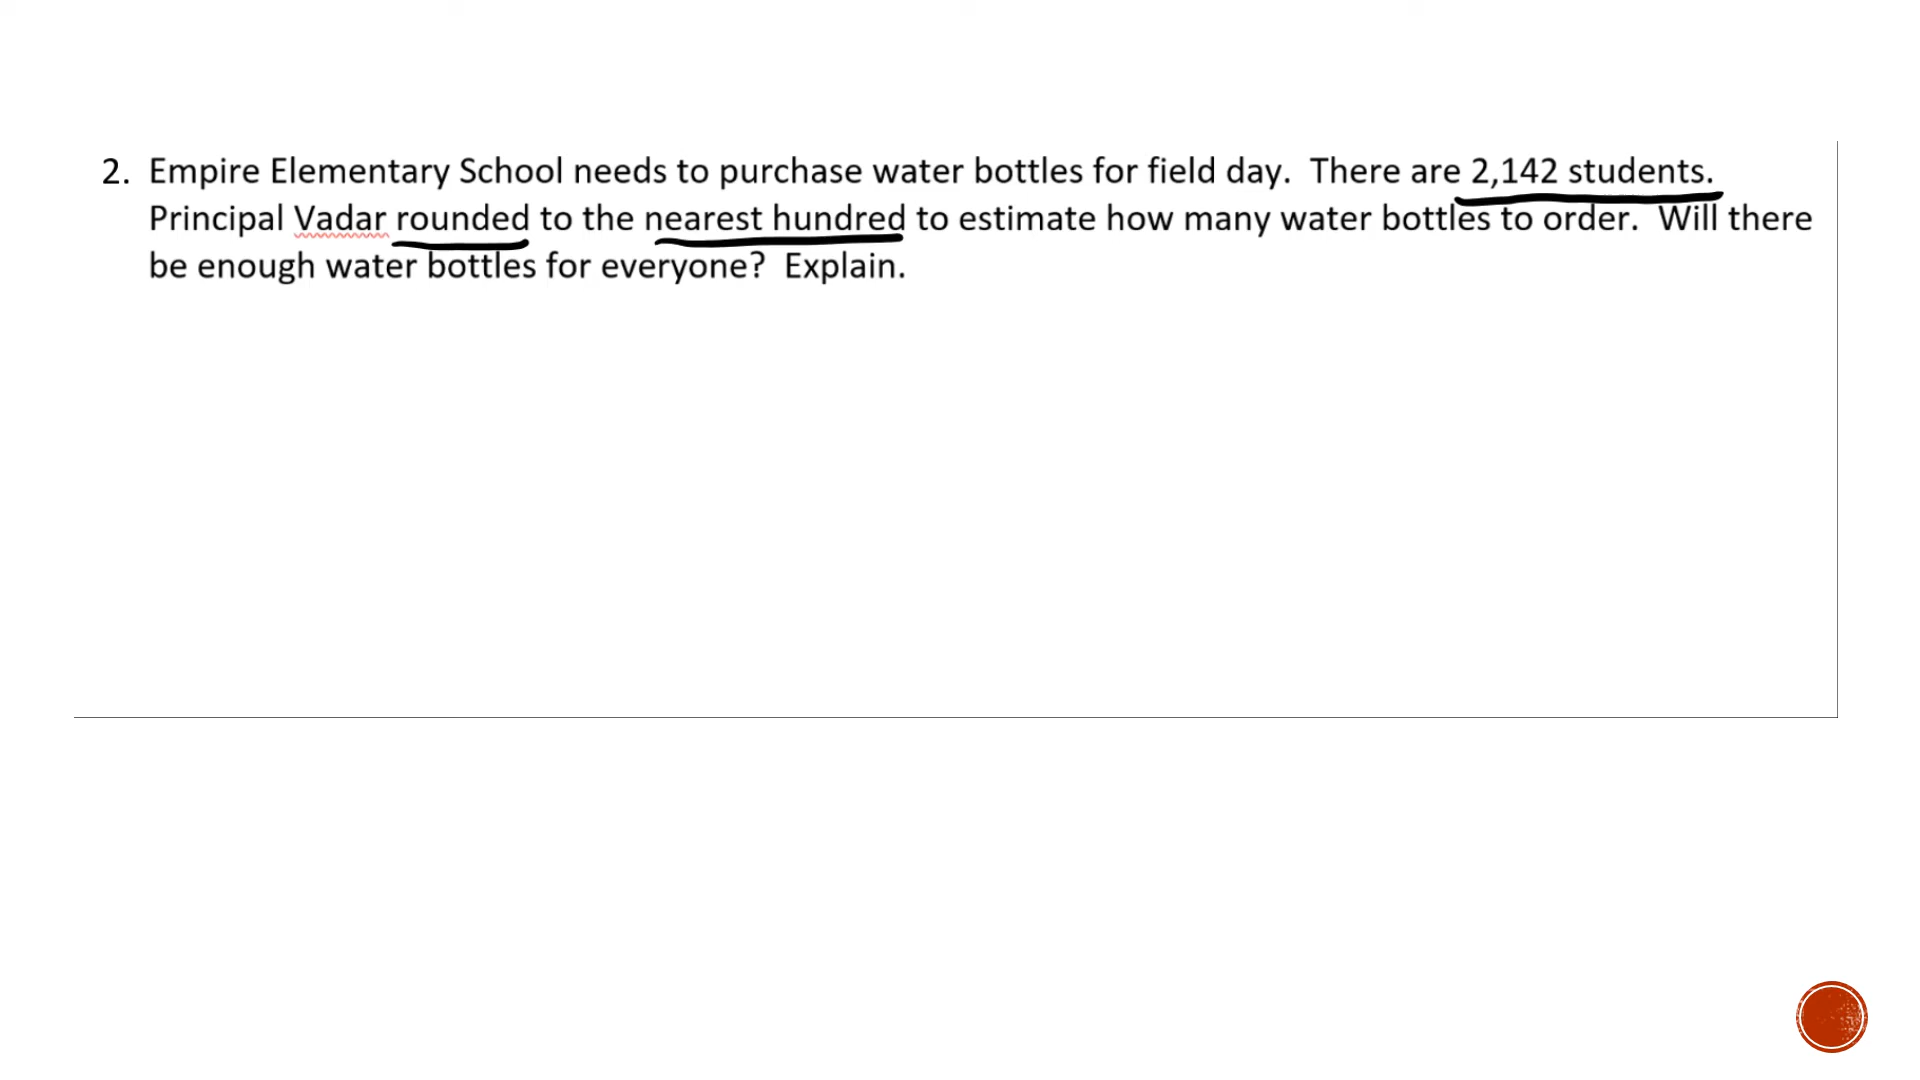 2. Empire Elementary School needs to purchase water bottles for field day. There are 2,142 students.
Principal Vadar rounded to the nearest hundred to estimate how many water bottles to order. Will there
be enough water bottles for everyone? Explain.